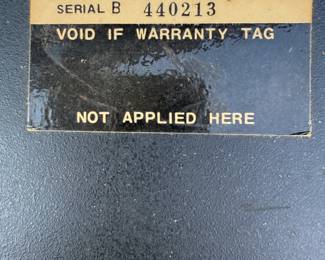 SERIAL B 440213
VOID IF WARRANTY TAG
NOT APPLIED HERE